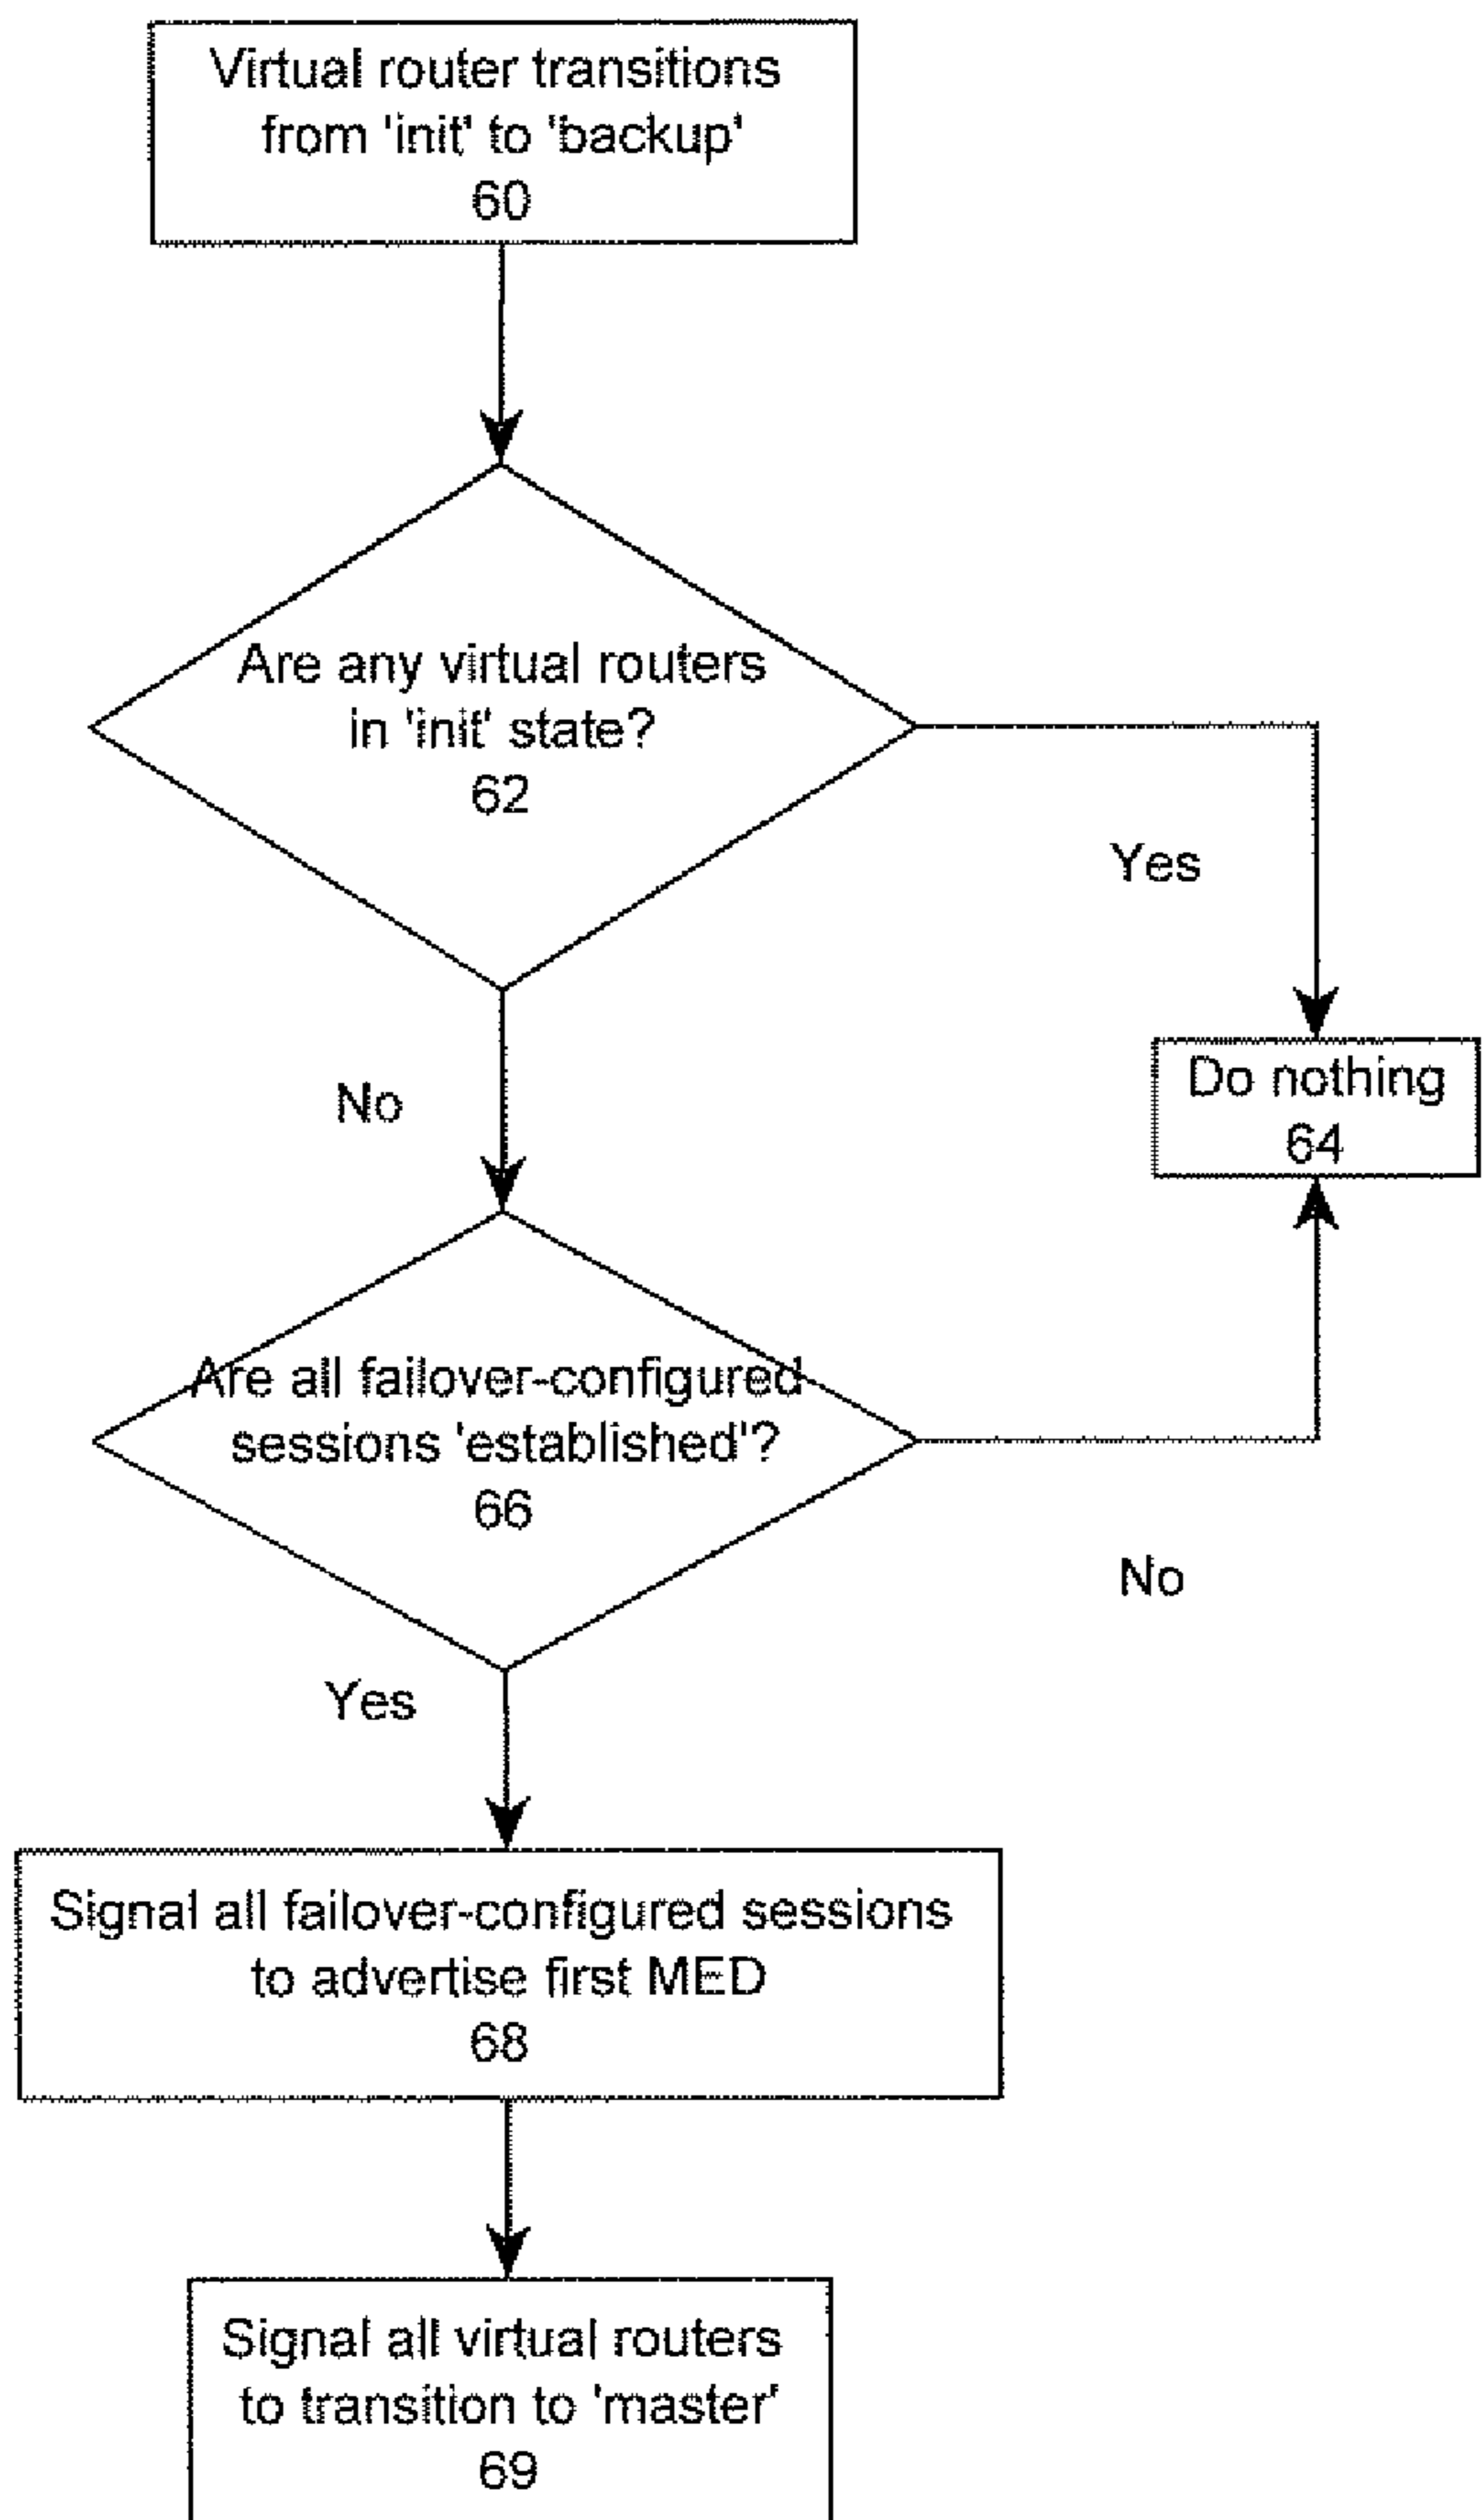 Virtual router transitions
from 'init' to 'backup'
60
Are any virtual routers
in 'init' state?
62
Yes
No
Do nothing
64
Are all failover-configured
sessions 'established'?
66
No
Yes
Signal all failover-configured sessions
to advertise first MED
68
Signal all virtual routers
to transition to 'master'
69